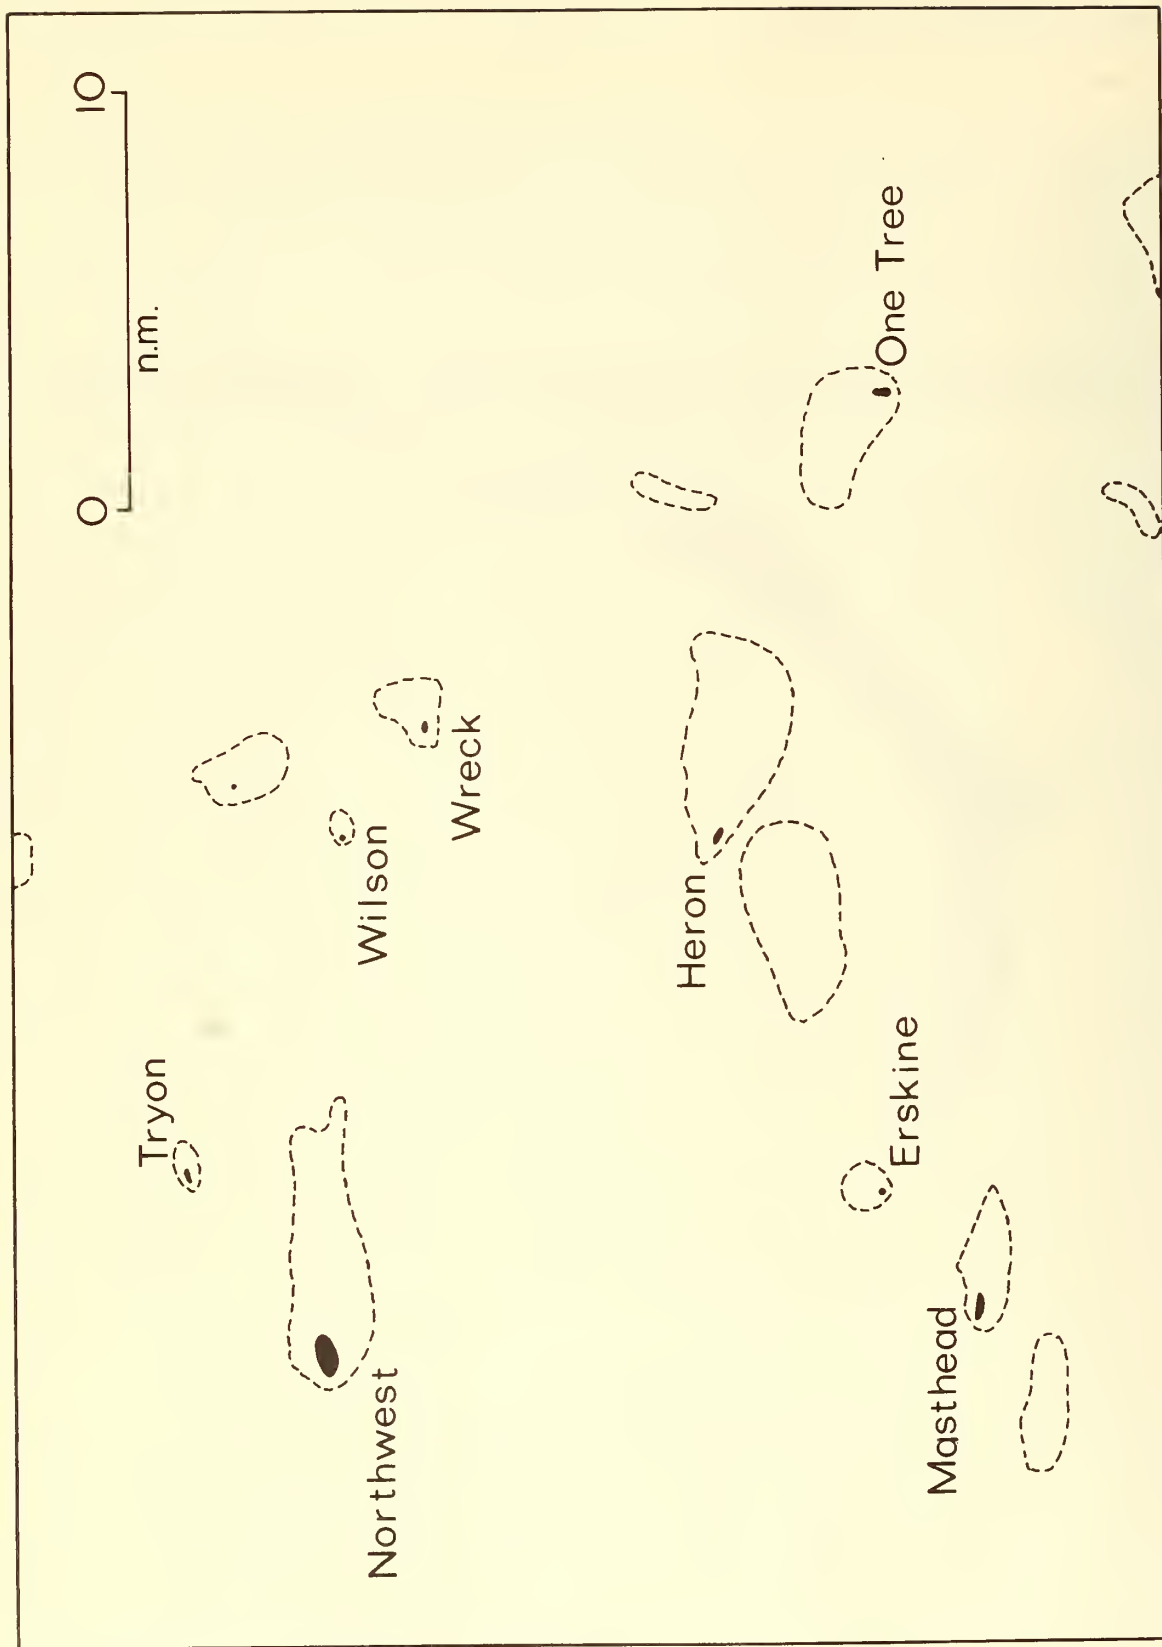 0 10
n.m.
Tryon
Wilson
Wreck
Northwest
Heron
One Tree
Erskine
Masthead